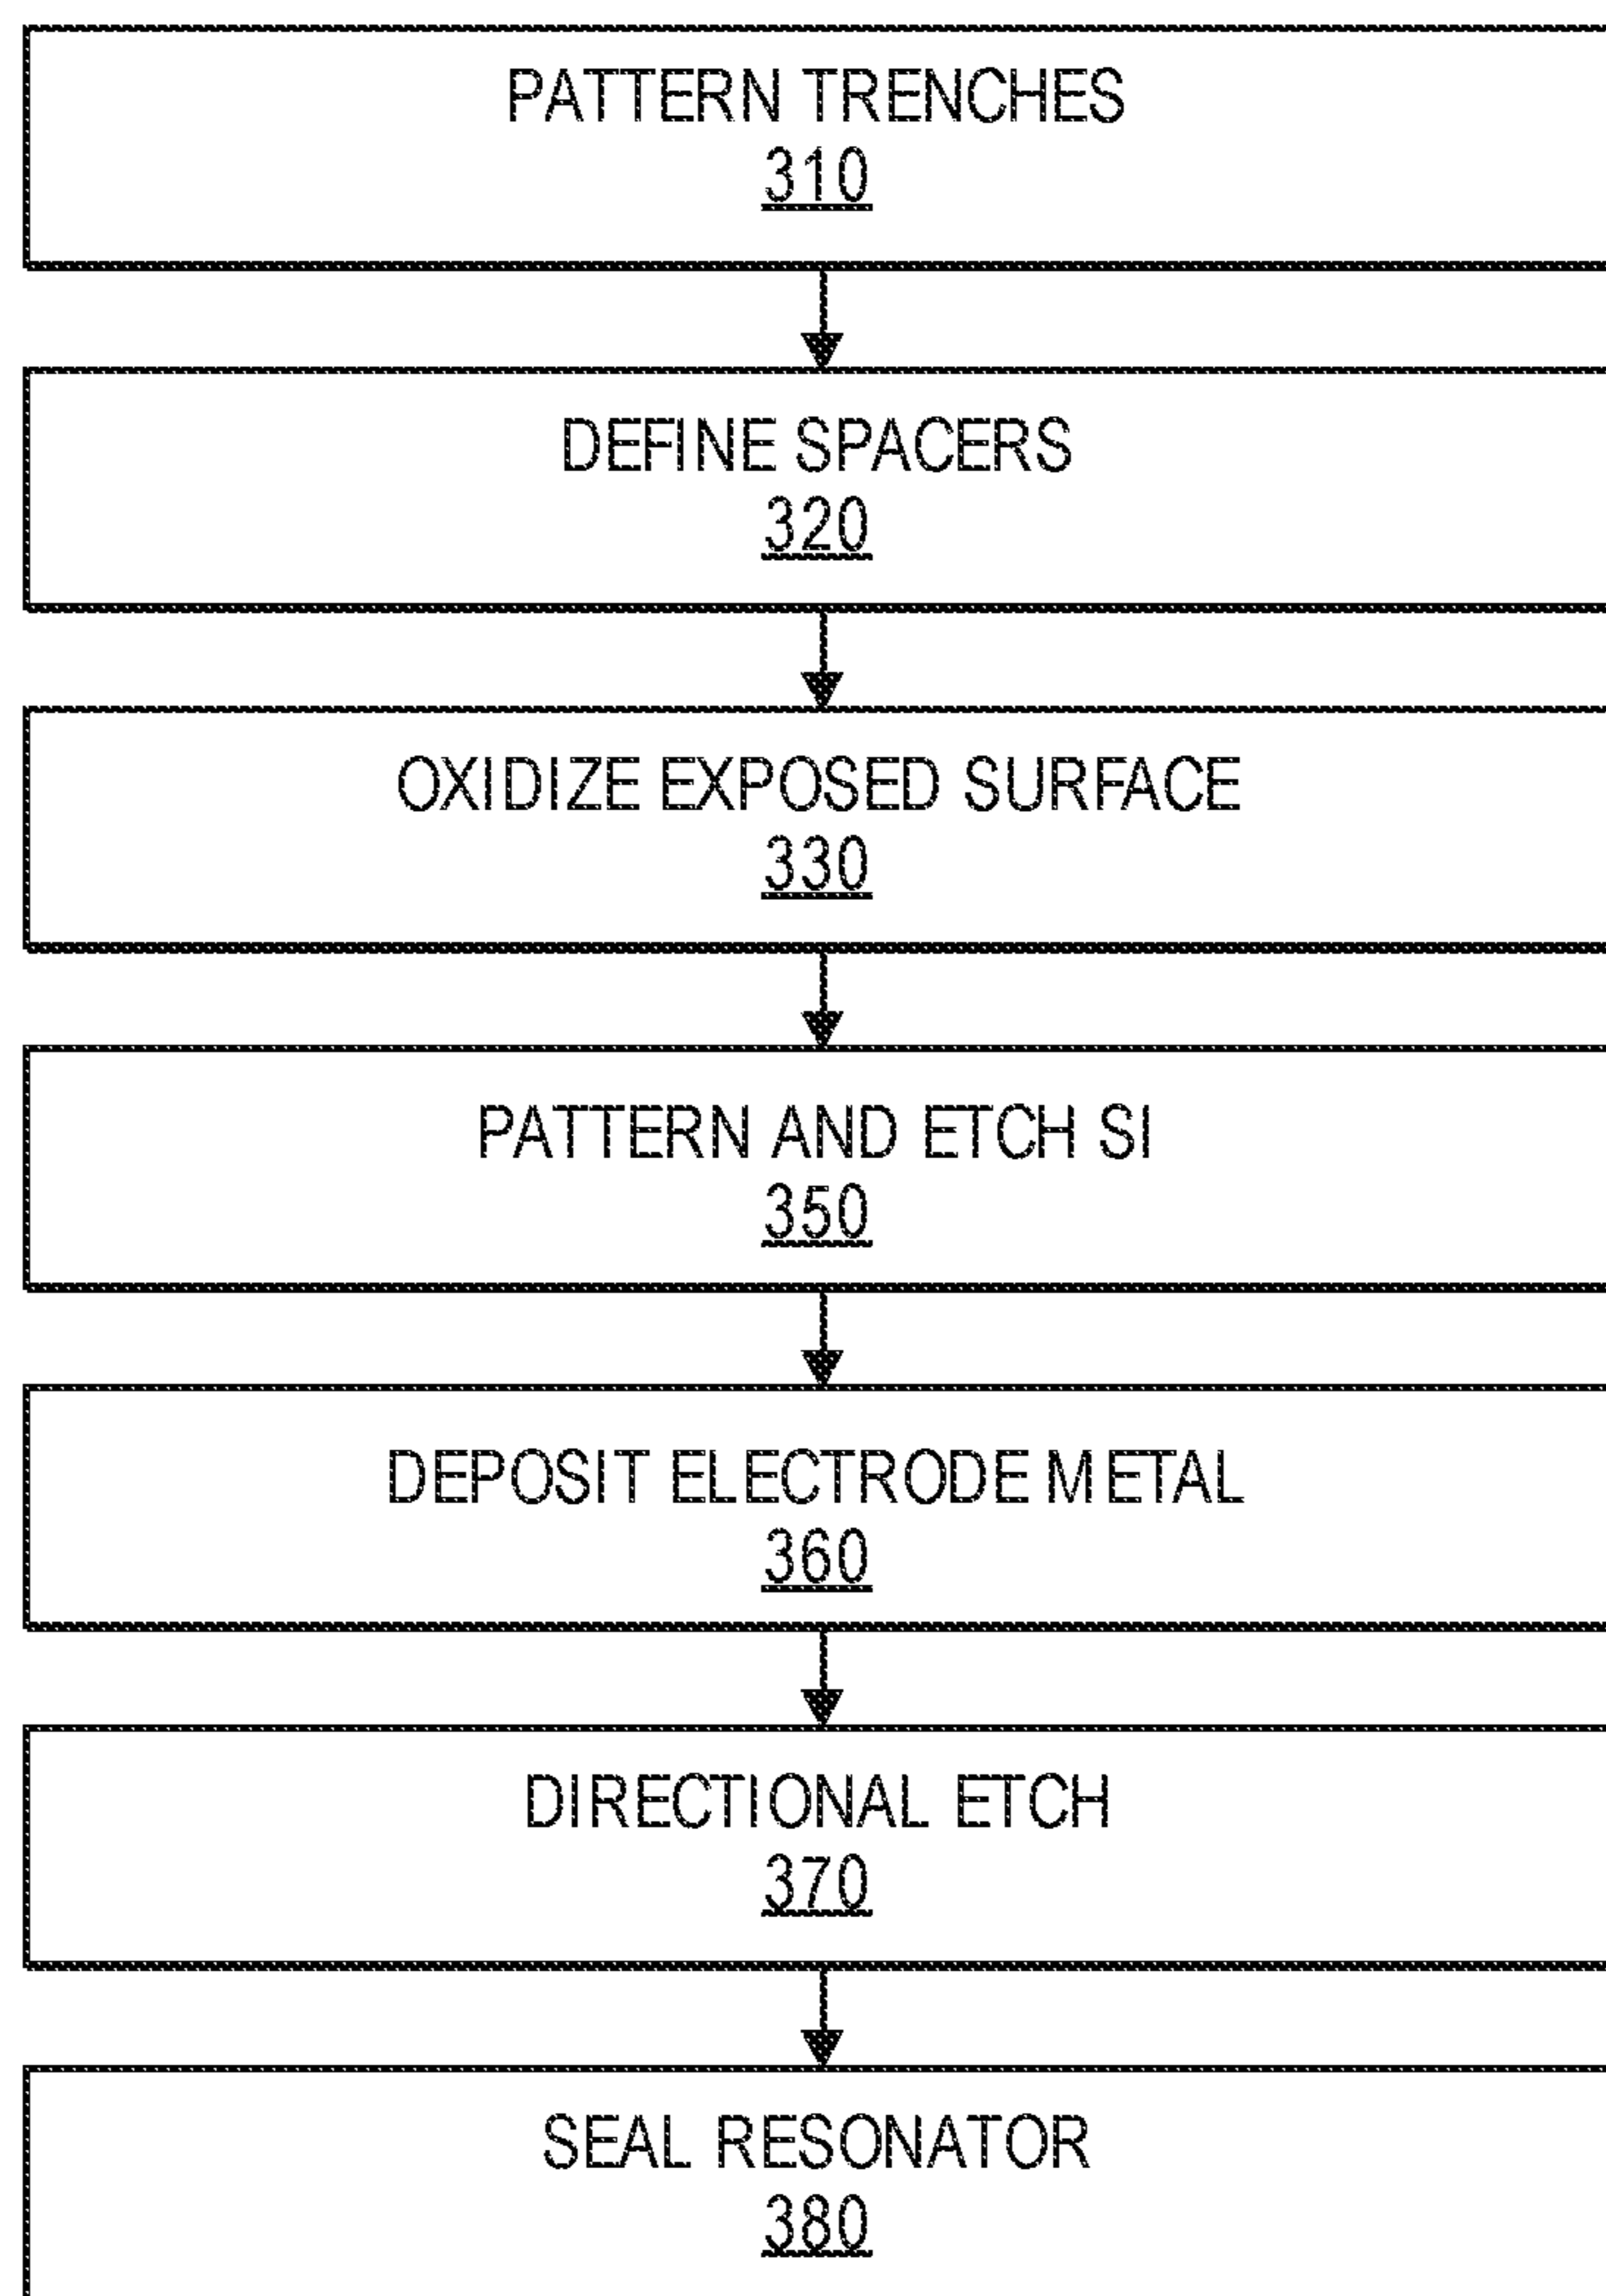 PATTERN TRENCHES
310
DEFINE SPACERS
320
OXIDIZE EXPOSED SURFACE
330
PATTERN AND ETCH SI
350
DEPOSIT ELECTRODE METAL
360
DIRECTIONAL ETCH
370
SEAL RESONATOR
380